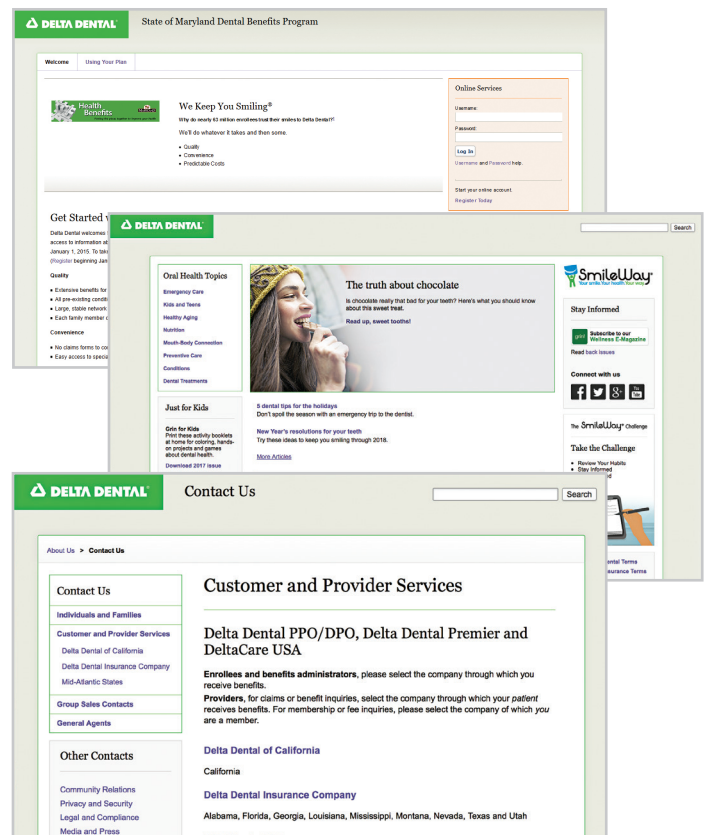 DELTA DENTAL
State of Maryland Dental Benefits Program
Welcome
Using Your Plan
Health
Benefits
We Keep You Smiling®
Why do nearly 63 million enrollees trust their smiles to Delta Dental?¹
We'll do whatever it takes and then some.
• Quality
• Convenience
• Predictable Costs
Online Services
Username:
Password:
Log In
Username and Password help.
Start your online account.
Register Today
Get Started
Delta Dental welcomes
access to information
January 1, 2015. To
(Register beginning Jan
Quality
• Extensive benefits for
• All pre-existing
• Large, stable network
• Each family member
Convenience
• No claims forms to
• Easy access to
DELTA DENTAL
Search
Oral Health Topics
Emergency Care
Kids and Teens
Healthy Aging
Nutrition
Mouth-Body Connection
Preventive Care
Conditions
Dental Treatments
The truth about chocolate
Is chocolate really that bad for your teeth? Here's what you should know
about this sweet treat.
Read up, sweet tooths!
SmileWay
Your smile. Your health. Your life.
Stay Informed
grin!
Subscribe to our
Wellness E-Magazine
Read back issues
Connect with us
You
Tube
Just for Kids
Grin for Kids
Print these activity booklets
at home for coloring, hands-
on projects and games
about dental health.
Download 2017 issue
5 dental tips for the holidays
Don't spoil the season with an emergency trip to the dentist.
New Year's resolutions for your teeth
Try these ideas to keep you smiling through 2018.
More Articles
The SmileWay® Challenge
Take the Challenge
• Review Your Habits
• Stay Informed
Terms
Insurance Terms
DELTA DENTAL®
Contact Us
Search
About Us > Contact Us
Contact Us
Individuals and Families
Customer and Provider Services
Delta Dental of California
Delta Dental Insurance Company
Mid-Atlantic States
Group Sales Contacts
General Agents
Other Contacts
Community Relations
Privacy and Security
Legal and Compliance
Media and Press
Customer and Provider Services
Delta Dental PPO/DPO, Delta Dental Premier and
DeltaCare USA
Enrollees and benefits administrators, please select the company through which you
receive benefits.
Providers, for claims or benefit inquiries, select the company through which your patient
receives benefits. For membership or fee inquiries, please select the company of which you
are a member.
Delta Dental of California
California
Delta Dental Insurance Company
Alabama, Florida, Georgia, Louisiana, Mississippi, Montana, Nevada, Texas and Utah